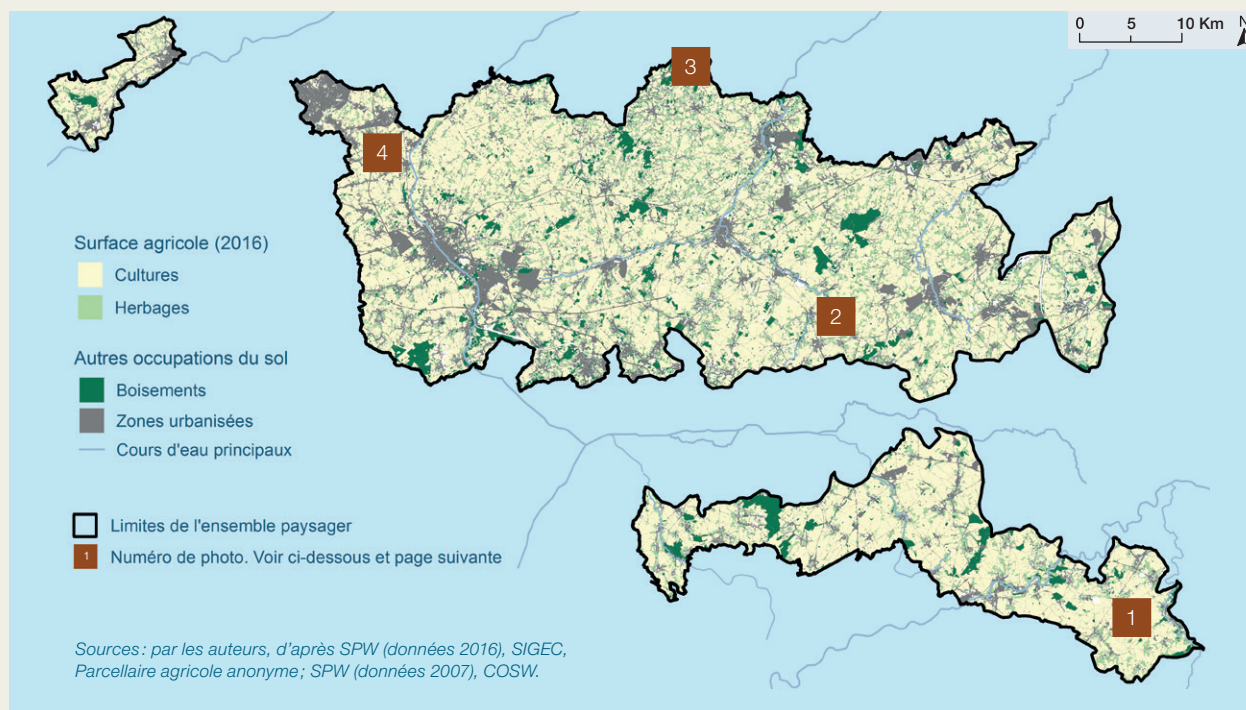 0 5 10 Km N
3
4
Surface agricole (2016)
Cultures
Herbages
2
Autres occupations du sol
Boisements
Zones urbanisées
Cours d'eau principaux
Limites de l'ensemble paysager
1 Numéro de photo. Voir ci-dessous et page suivante
1
Sources : par les auteurs, d'après SPW (données 2016), SIGEC,
Parcellaire agricole anonyme ; SPW (données 2007), COSW.